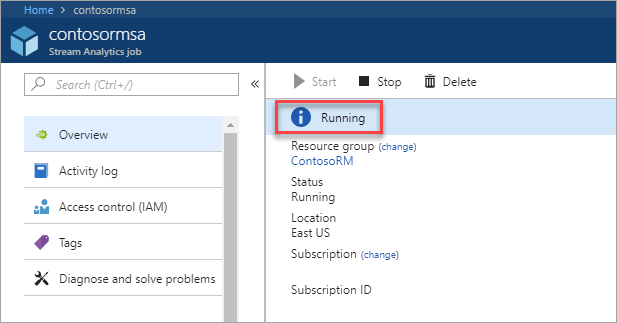 Home > contosormsa
contosormsa
Stream Analytics job
Search (Ctrl+/)
«
Overview
Activity log
Access control (IAM)
Tags
Diagnose and solve problems
Start Stop Delete
Running
Resource group (change)
ContosoRM
Status
Running
Location
East US
Subscription (change)
Subscription ID